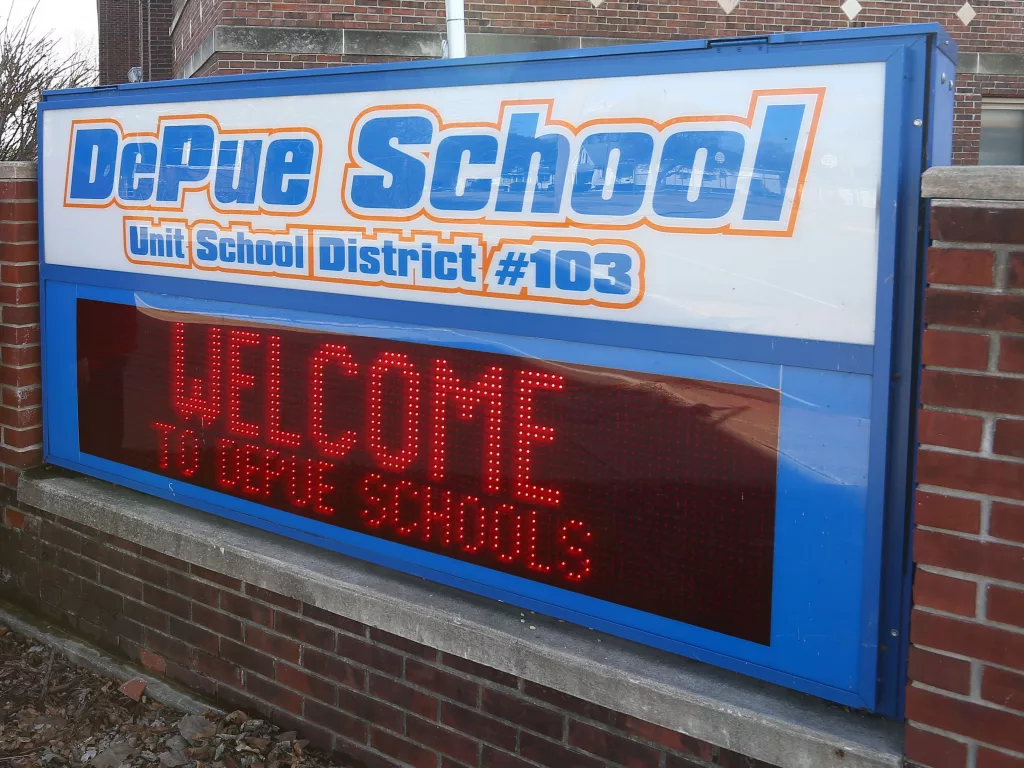 DePue School
Unit School District #103
WELCOME
TO DEPUE SCHOOLS